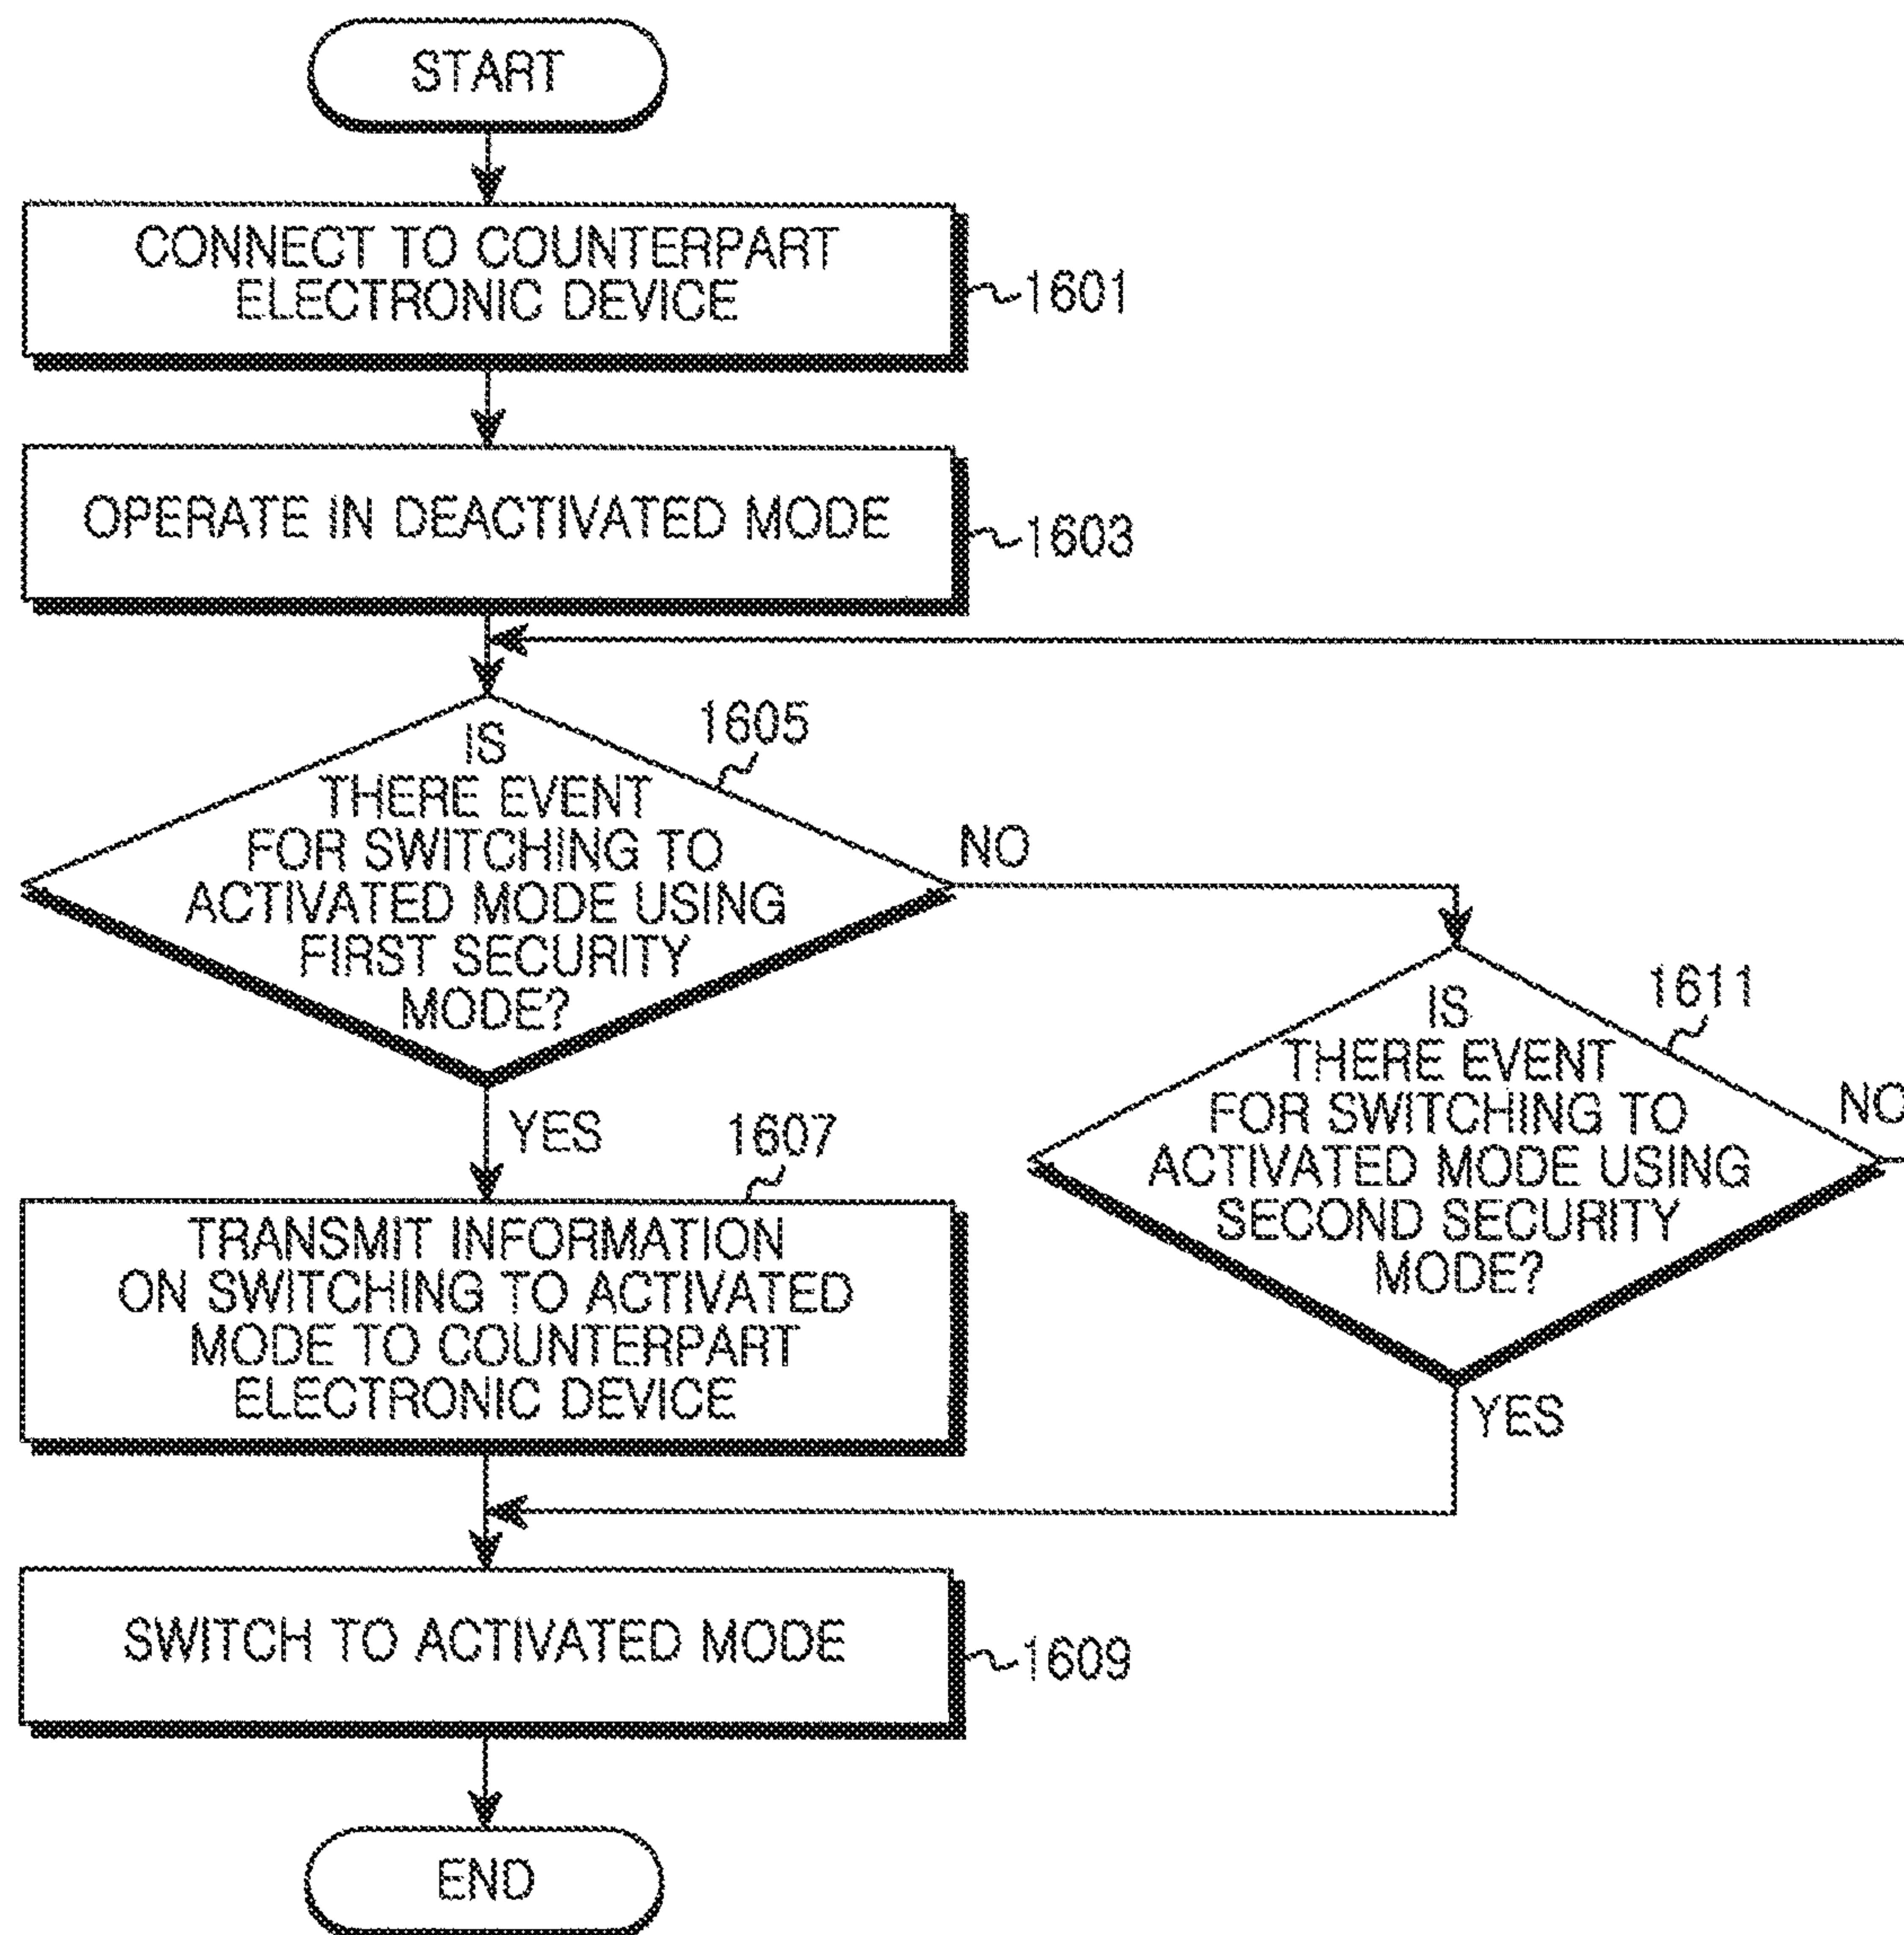 START
CONNECT TO COUNTERPART
ELECTRONIC DEVICE
1601
OPERATE IN DEACTIVATED MODE
1603
IS
THERE EVENT
FOR SWITCHING TO
ACTIVATED MODE USING
FIRST SECURITY
MODE?
1605
NO
YES
IS
THERE EVENT
FOR SWITCHING TO
ACTIVATED MODE USING
SECOND SECURITY
MODE?
1611
NO
YES
1607
TRANSMIT INFORMATION
ON SWITCHING TO ACTIVATED
MODE TO COUNTERPART
ELECTRONIC DEVICE
SWITCH TO ACTIVATED MODE
1609
END